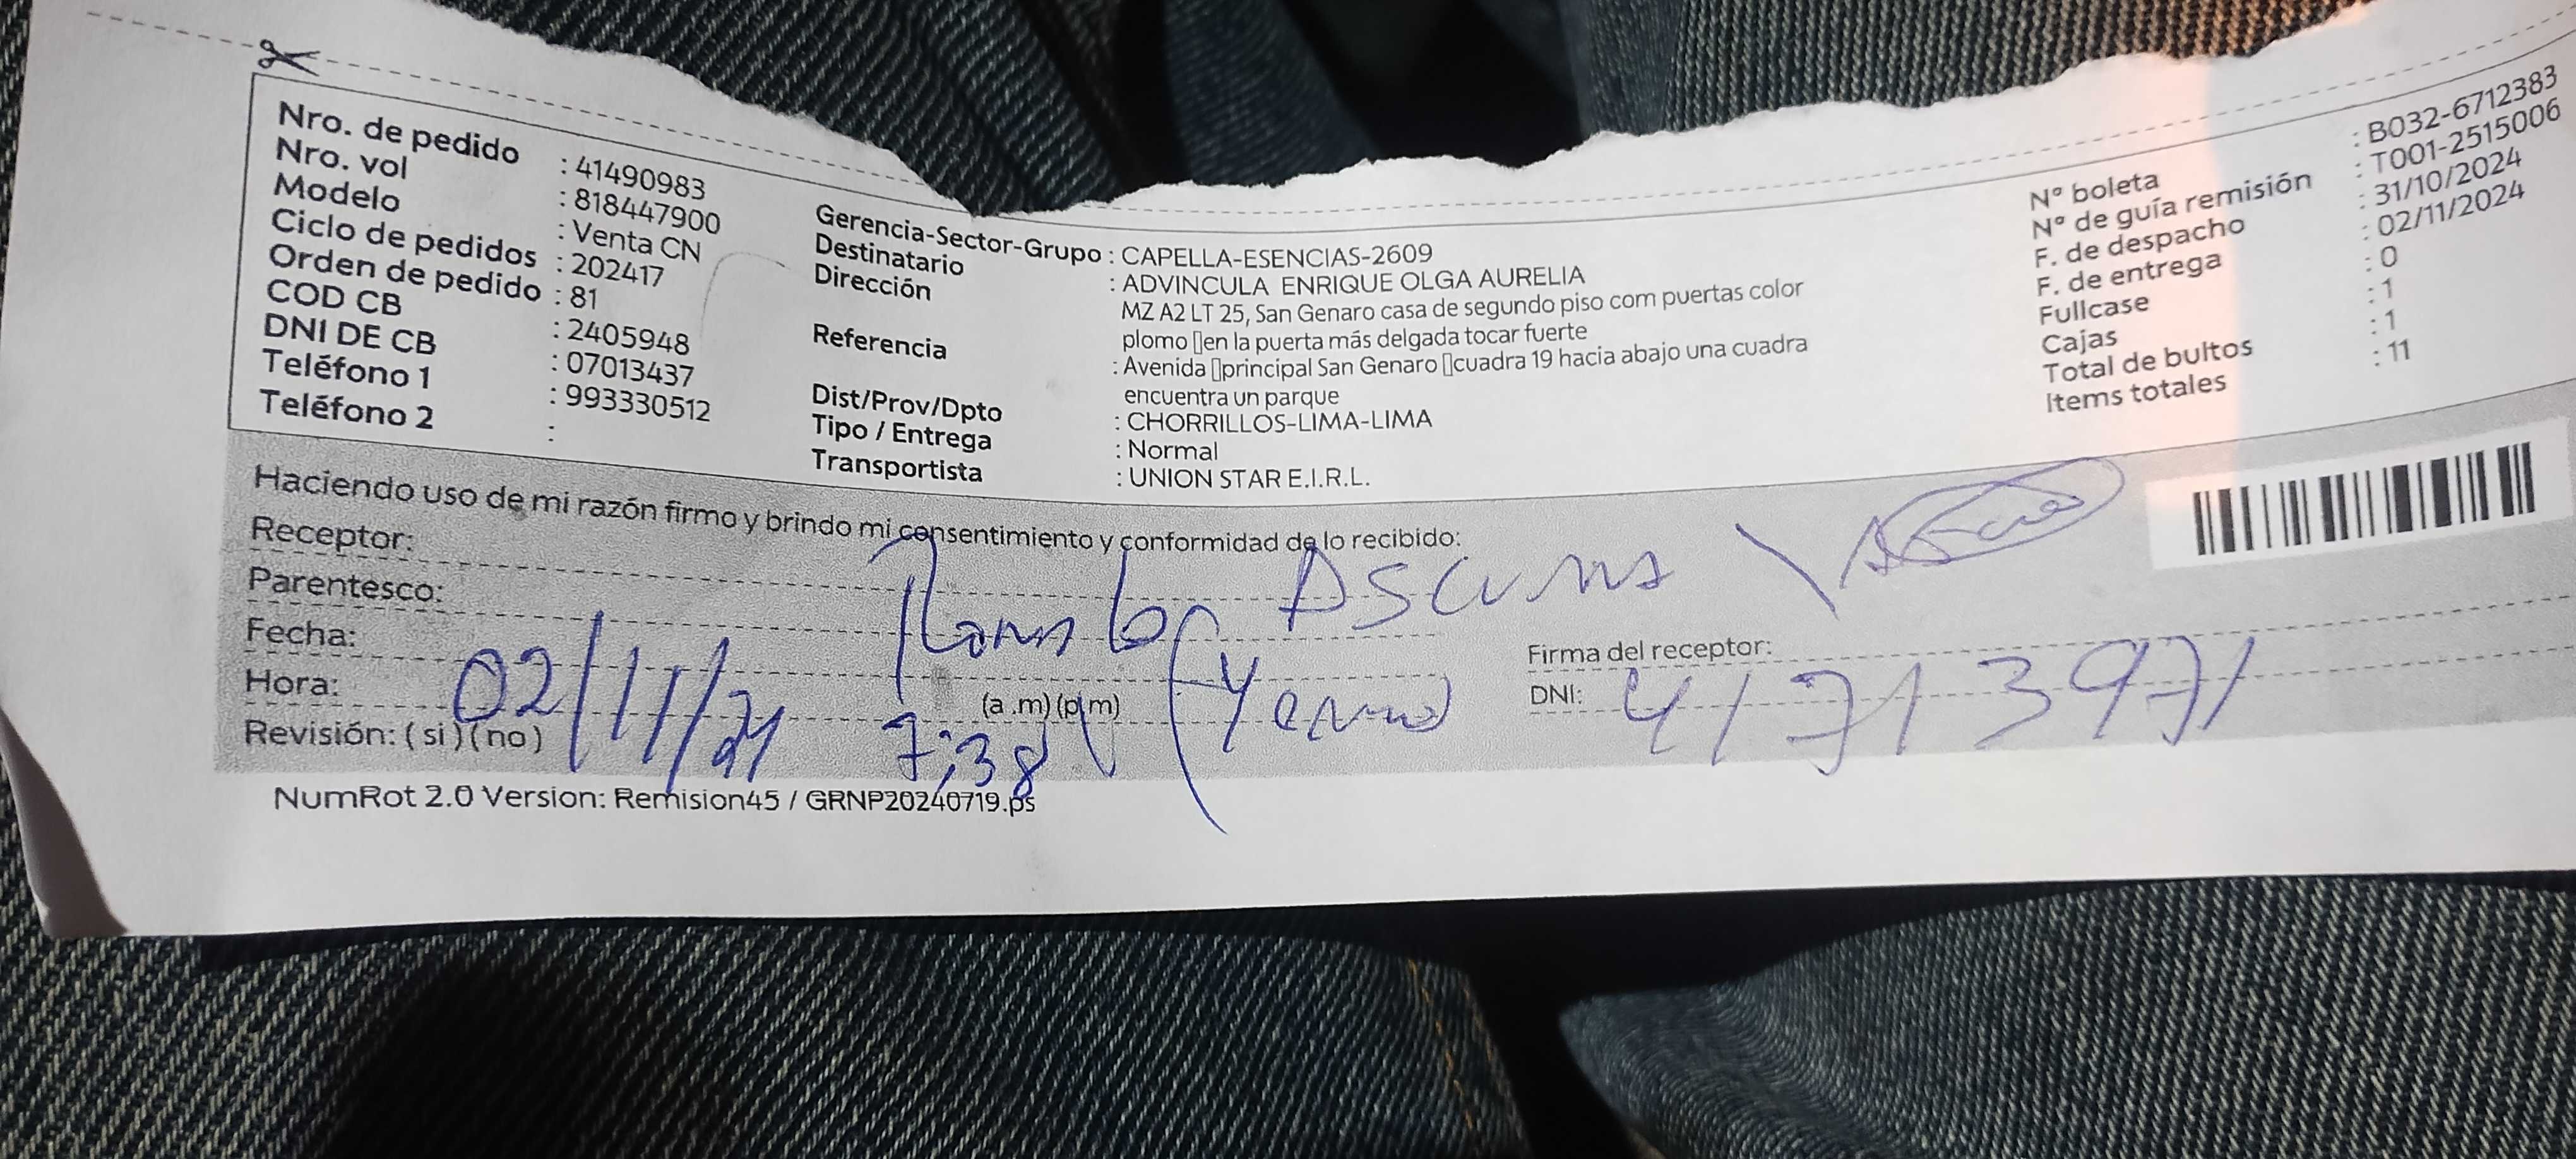 Nro. de pedido : 41490983
Nro. vol : 818447900
Modelo : Venta CN
Ciclo de pedidos : 202417
Orden de pedido : 81
COD CB : 2405948
DNI DE CB : 07013437
Teléfono 1 : 993330512
Teléfono 2 :
Gerencia-Sector-Grupo : CAPELLA-ESENCIAS-2609
Destinatario : ADVINCULA ENRIQUE OLGA AURELIA
Dirección MZ A2 LT 25, San Genaro casa de segundo piso com puertas color
plomo en la puerta más delgada tocar fuerte
Referencia : Avenida principal San Genaro cuadra 19 hacia abajo una cuadra
encuentra un parque
Dist/Prov/Dpto : CHORRILLOS-LIMA-LIMA
Tipo / Entrega : Normal
Transportista : UNION STAR E.I.R.L.
Nº boleta : B032-6712383
Nº de guía remisión : T001-2515006
F. de despacho : 31/10/2024
F. de entrega : 02/11/2024
Fullcase : 0
Cajas : 1
Total de bultos : 1
Items totales : 11
Haciendo uso de mi razón firmo y brindo mi consentimiento y conformidad de lo recibido:
Receptor:
Parentesco:
Fecha: 02/11/24
Hora: 7:38 (a .m) (p.m)
Revisión: ( si ) ( no )
(Yerno)
Firma del receptor:
DNI: 41713971
NumRot 2.0 Version: Remision45 / GRNP20240719.ps